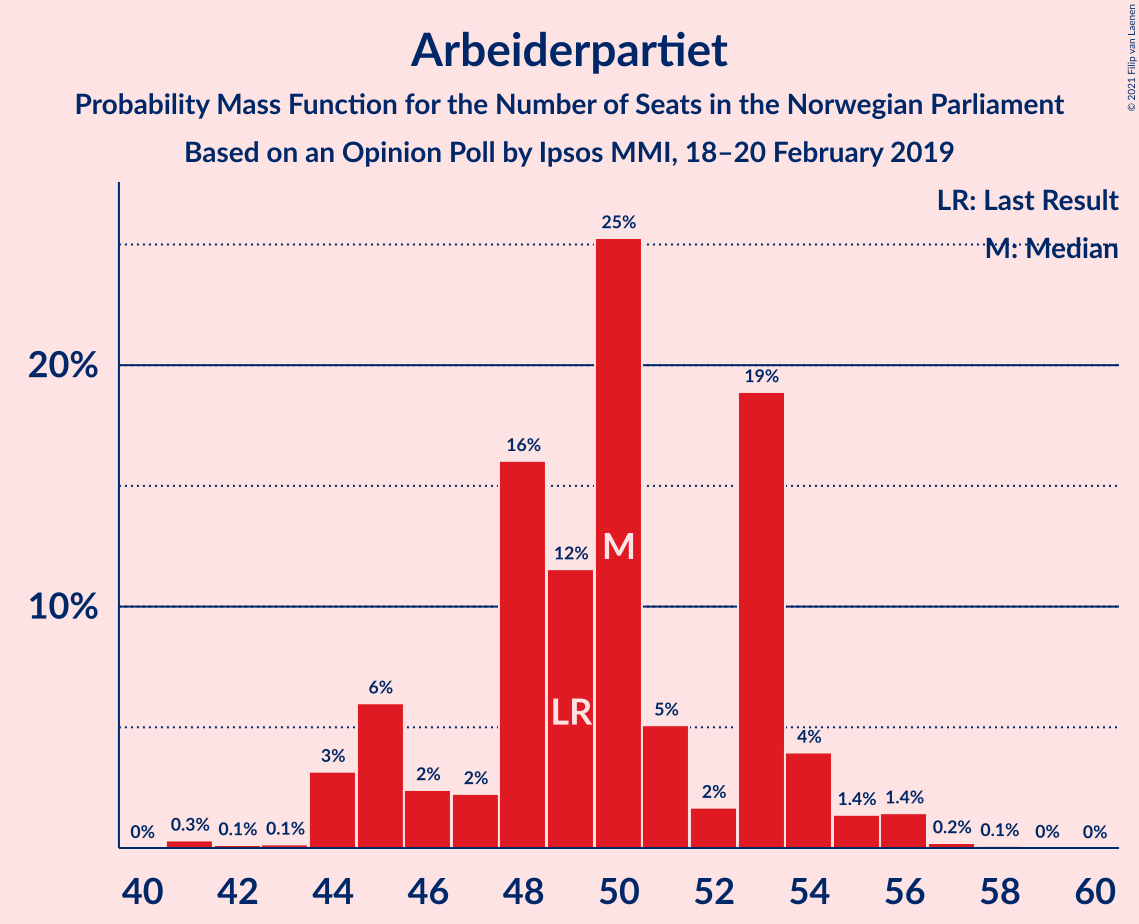 Arbeiderpartiet
Probability Mass Function for the Number of Seats in the Norwegian Parliament
Based on an Opinion Poll by Ipsos MMI, 18–20 February 2019
© 2021 Filip van Laenen
LR: Last Result
M: Median
20%
10%
0%
0.3%
0.1%
0.1%
3%
6%
2%
2%
16%
12%
25%
5%
2%
19%
4%
1.4%
1.4%
0.2%
0.1%
0%
0%
LR
M
40 42 44 46 48 50 52 54 56 58 60